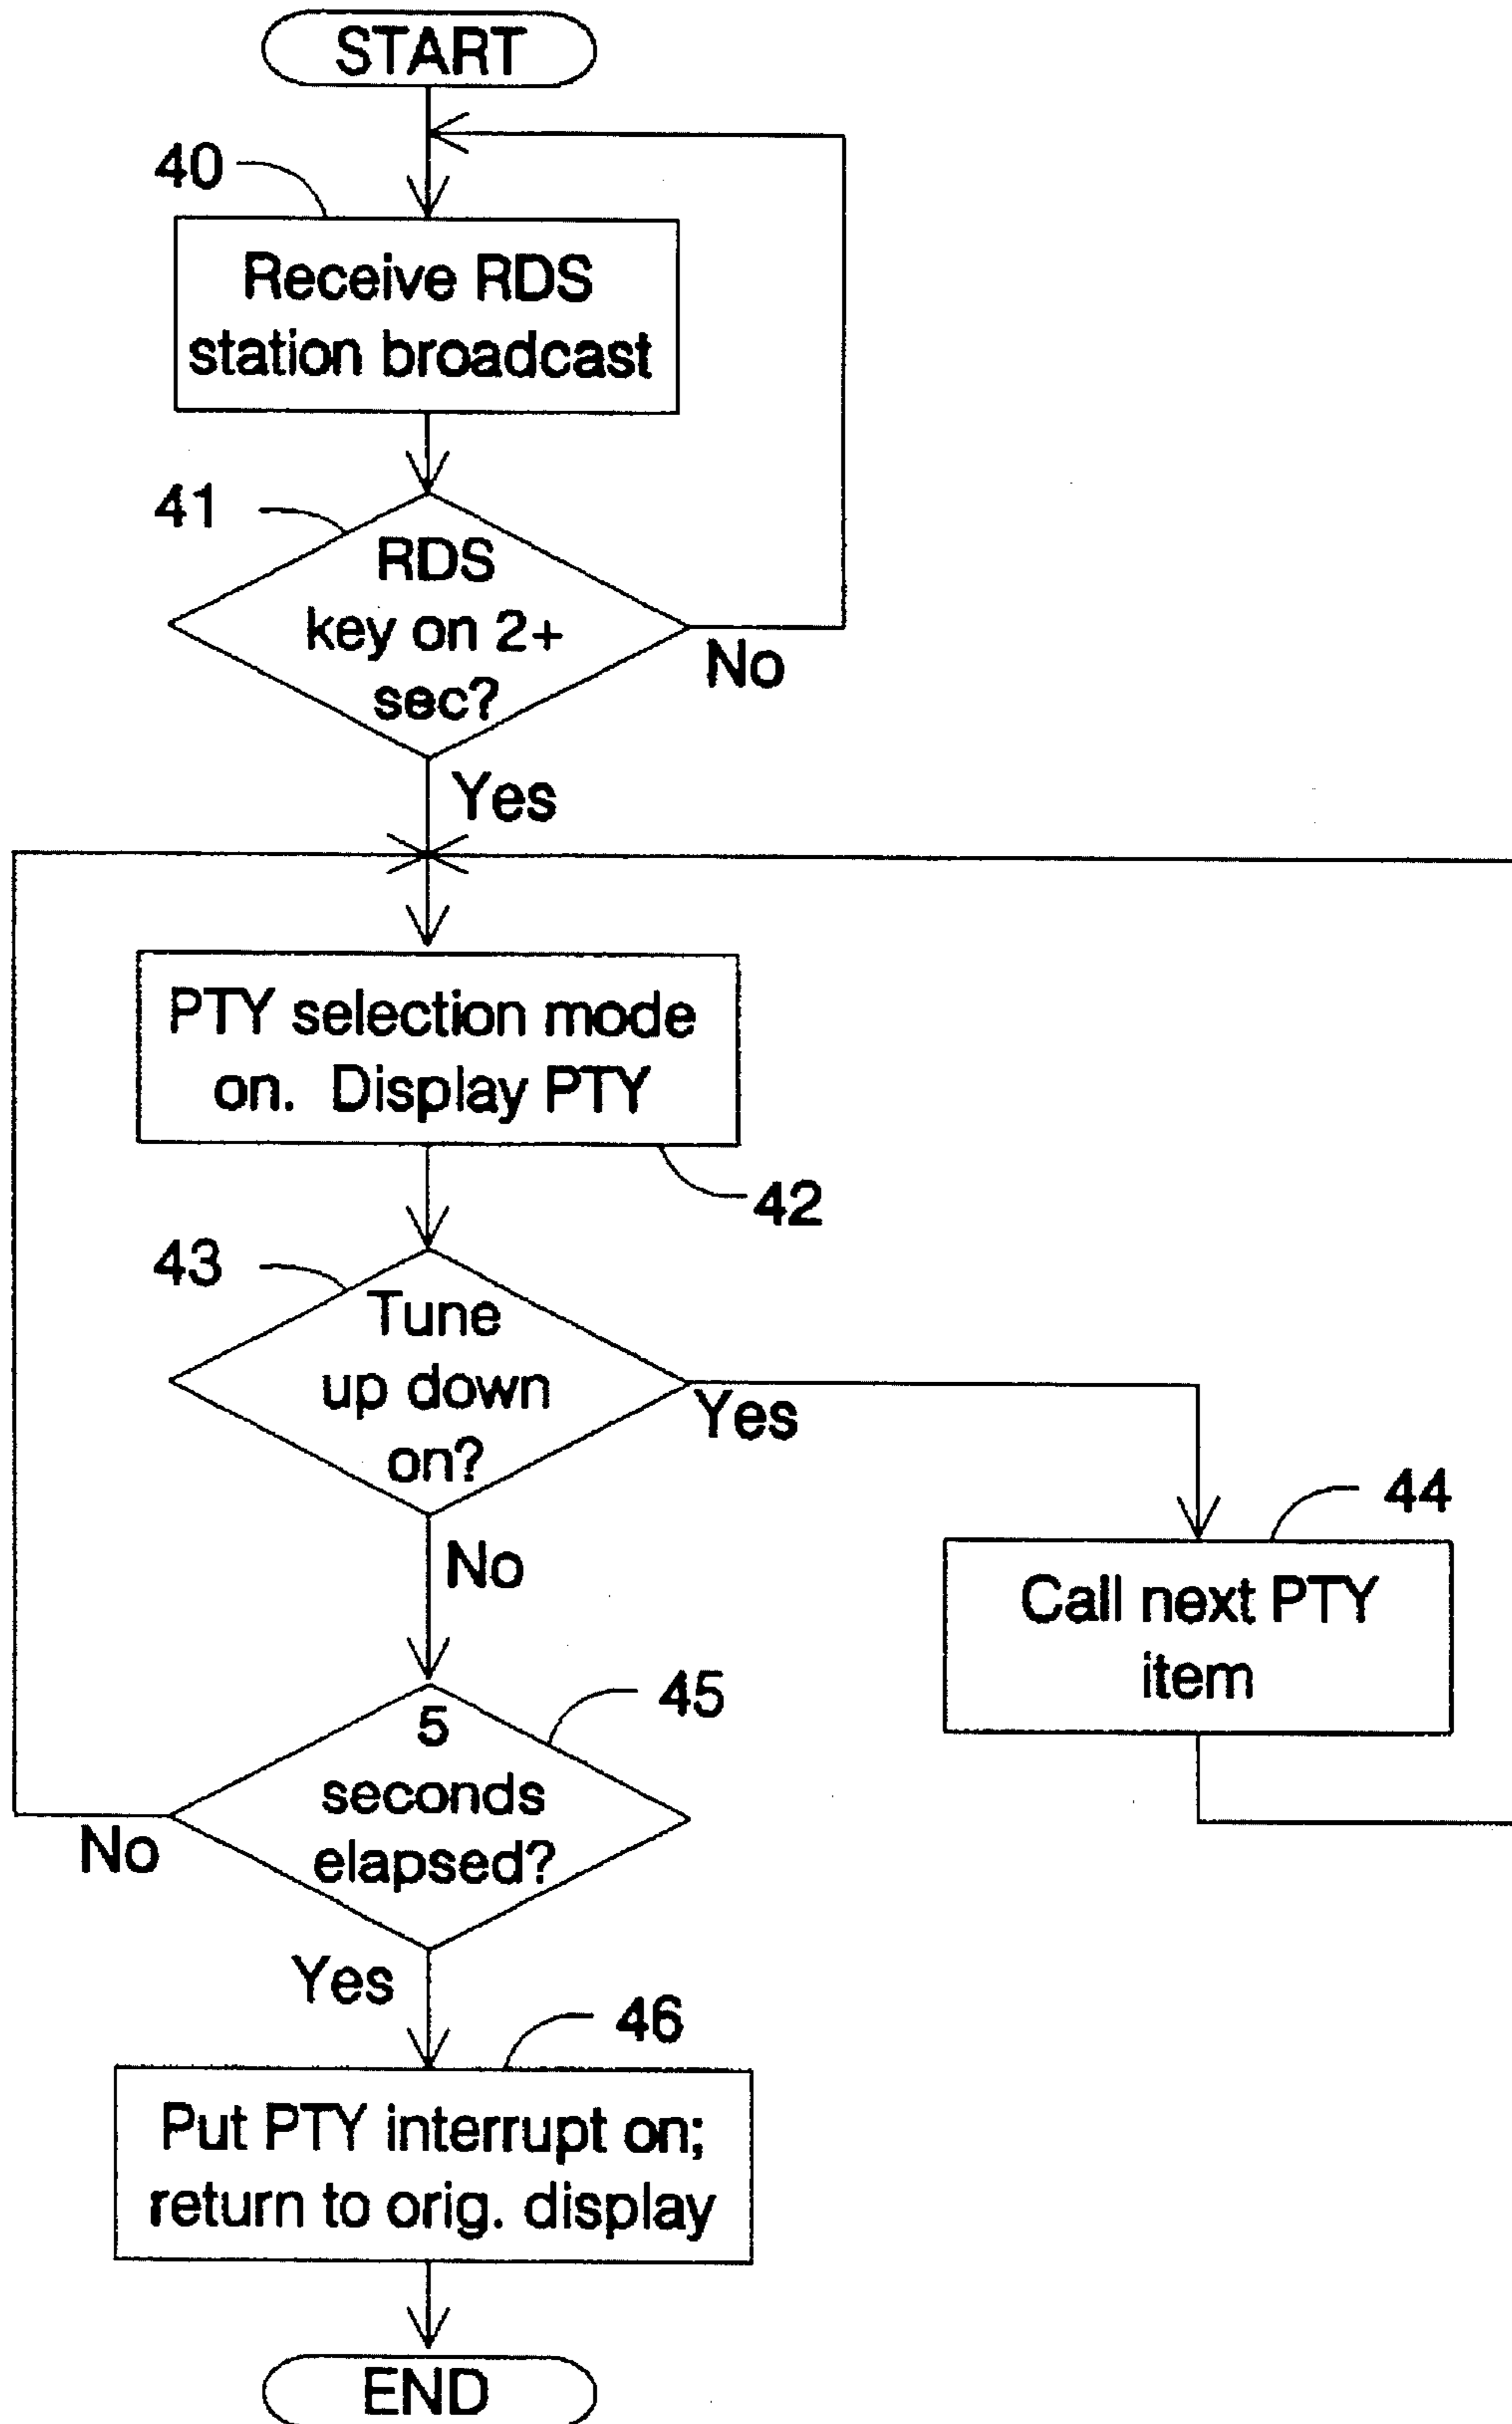 START
40
Receive RDS
station broadcast
41
RDS
key on 2+
sec?
No
Yes
PTY selection mode
on. Display PTY
42
43
Tune
up down
on?
Yes
No
44
Call next PTY
item
45
5
seconds
elapsed?
No
Yes
46
Put PTY interrupt on;
return to orig. display
END